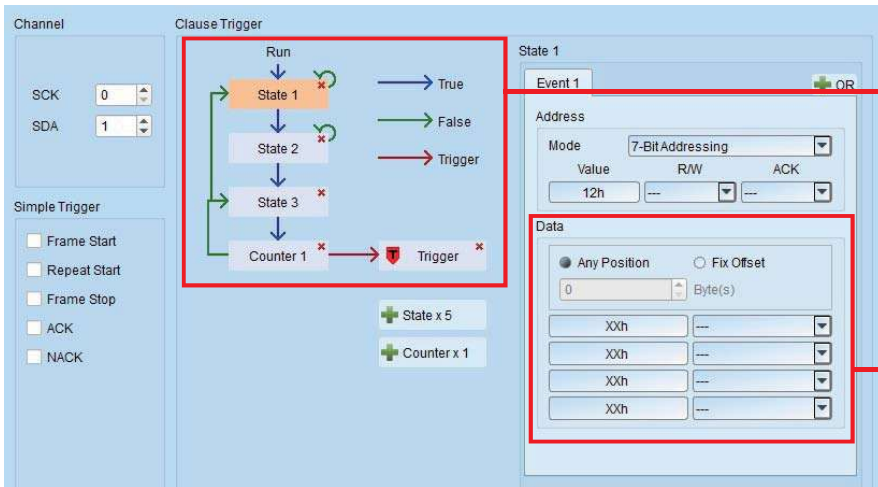 Channel
SCK 0
SDA 1
Simple Trigger
Frame Start
Repeat Start
Frame Stop
ACK
NACK
Clause Trigger
Run
State 1
State 2
State 3
Counter 1
Trigger
True
False
Trigger
State x 5
Counter x 1
State 1
Event 1
OR
Address
Mode 7-Bit Addressing
Value R/W ACK
12h --- ---
Data
Any Position Fix Offset
0 Byte(s)
XXh ---
XXh ---
XXh ---
XXh ---